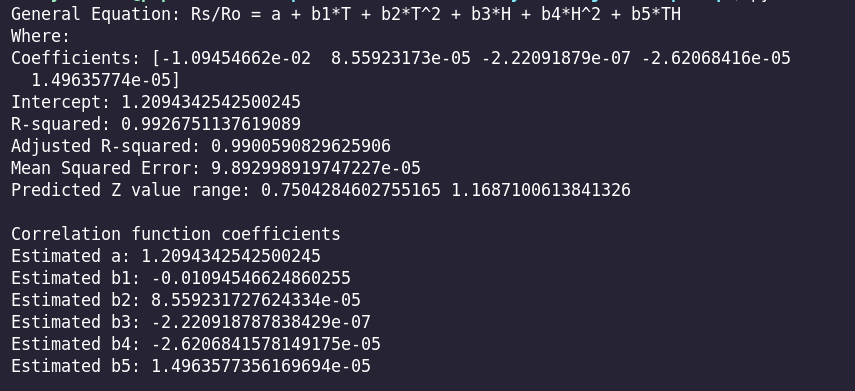 General Equation: Rs/Ro = a + b1*T + b2*T^2 + b3*H + b4*H^2 + b5*TH
Where:
Coefficients: [-1.09454662e-02  8.55923173e-05 -2.22091879e-07 -2.62068416e-05
  1.49635774e-05]
Intercept: 1.2094342542500245
R-squared: 0.9926751137619089
Adjusted R-squared: 0.9900590829625906
Mean Squared Error: 9.892998919747227e-05
Predicted Z value range: 0.7504284602755165 1.1687100613841326

Correlation function coefficients
Estimated a: 1.2094342542500245
Estimated b1: -0.01094546624860255
Estimated b2: 8.559231727624334e-05
Estimated b3: -2.220918787838429e-07
Estimated b4: -2.6206841578149175e-05
Estimated b5: 1.4963577356169694e-05